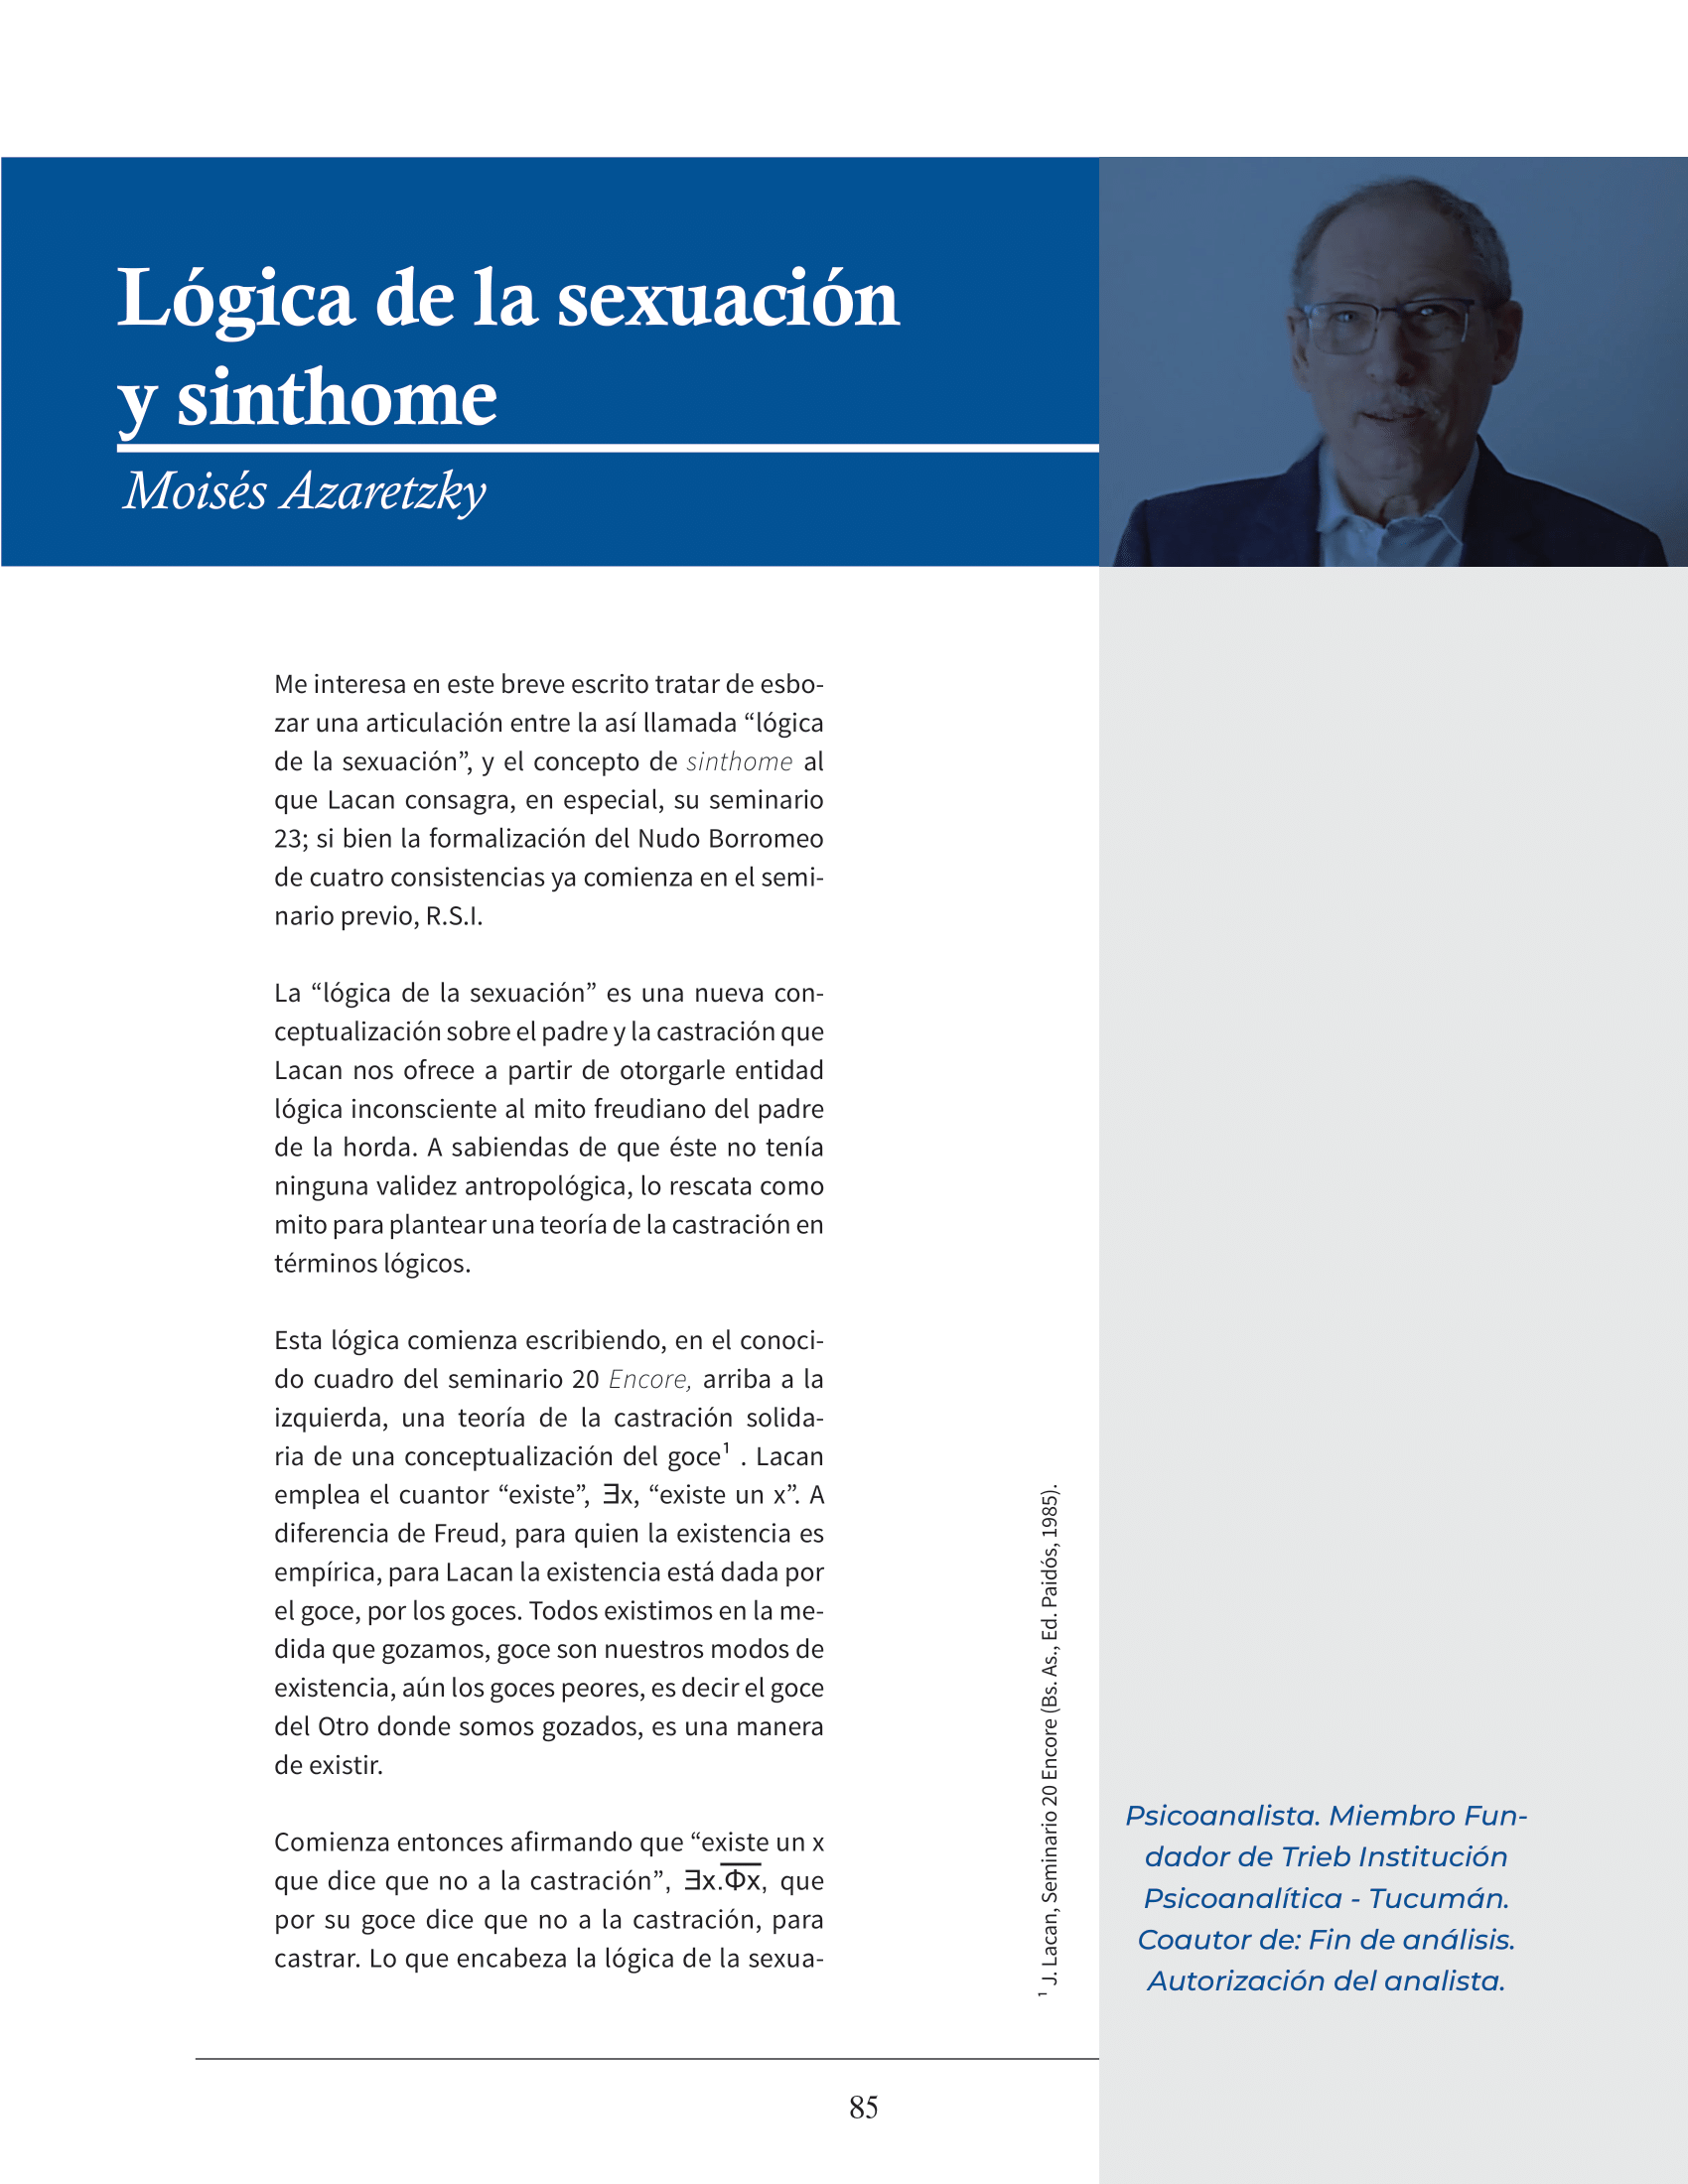 Lógica de la sexuación
y sinthome
Moisés Azaretzky
Me interesa en este breve escrito tratar de esbo-
zar una articulación entre la así llamada “lógica
de la sexuación”, y el concepto de sinthome al
que Lacan consagra, en especial, su seminario
23; si bien la formalización del Nudo Borromeo
de cuatro consistencias ya comienza en el semi-
nario previo, R.S.I.
La “lógica de la sexuación” es una nueva con-
ceptualización sobre el padre y la castración que
Lacan nos ofrece a partir de otorgarle entidad
lógica inconsciente al mito freudiano del padre
de la horda. A sabiendas de que éste no tenía
ninguna validez antropológica, lo rescata como
mito para plantear una teoría de la castración en
términos lógicos.
Esta lógica comienza escribiendo, en el conoci-
do cuadro del seminario 20 Encore, arriba a la
izquierda, una teoría de la castración solida-
ria de una conceptualización del goce¹ . Lacan
emplea el cuantor “existe”, ∃x, “existe un x”. A
diferencia de Freud, para quien la existencia es
empírica, para Lacan la existencia está dada por
el goce, por los goces. Todos existimos en la me-
dida que gozamos, goce son nuestros modos de
existencia, aún los goces peores, es decir el goce
del Otro donde somos gozados, es una manera
de existir.
Comienza entonces afirmando que “existe un x
que dice que no a la castración”, ∃x.Φ̅x̅, que
por su goce dice que no a la castración, para
castrar. Lo que encabeza la lógica de la sexua-
¹ J. Lacan, Seminario 20 Encore (Bs. As., Ed. Paidós, 1985).
Psicoanalista. Miembro Fun-
dador de Trieb Institución
Psicoanalítica - Tucumán.
Coautor de: Fin de análisis.
Autorización del analista.
85